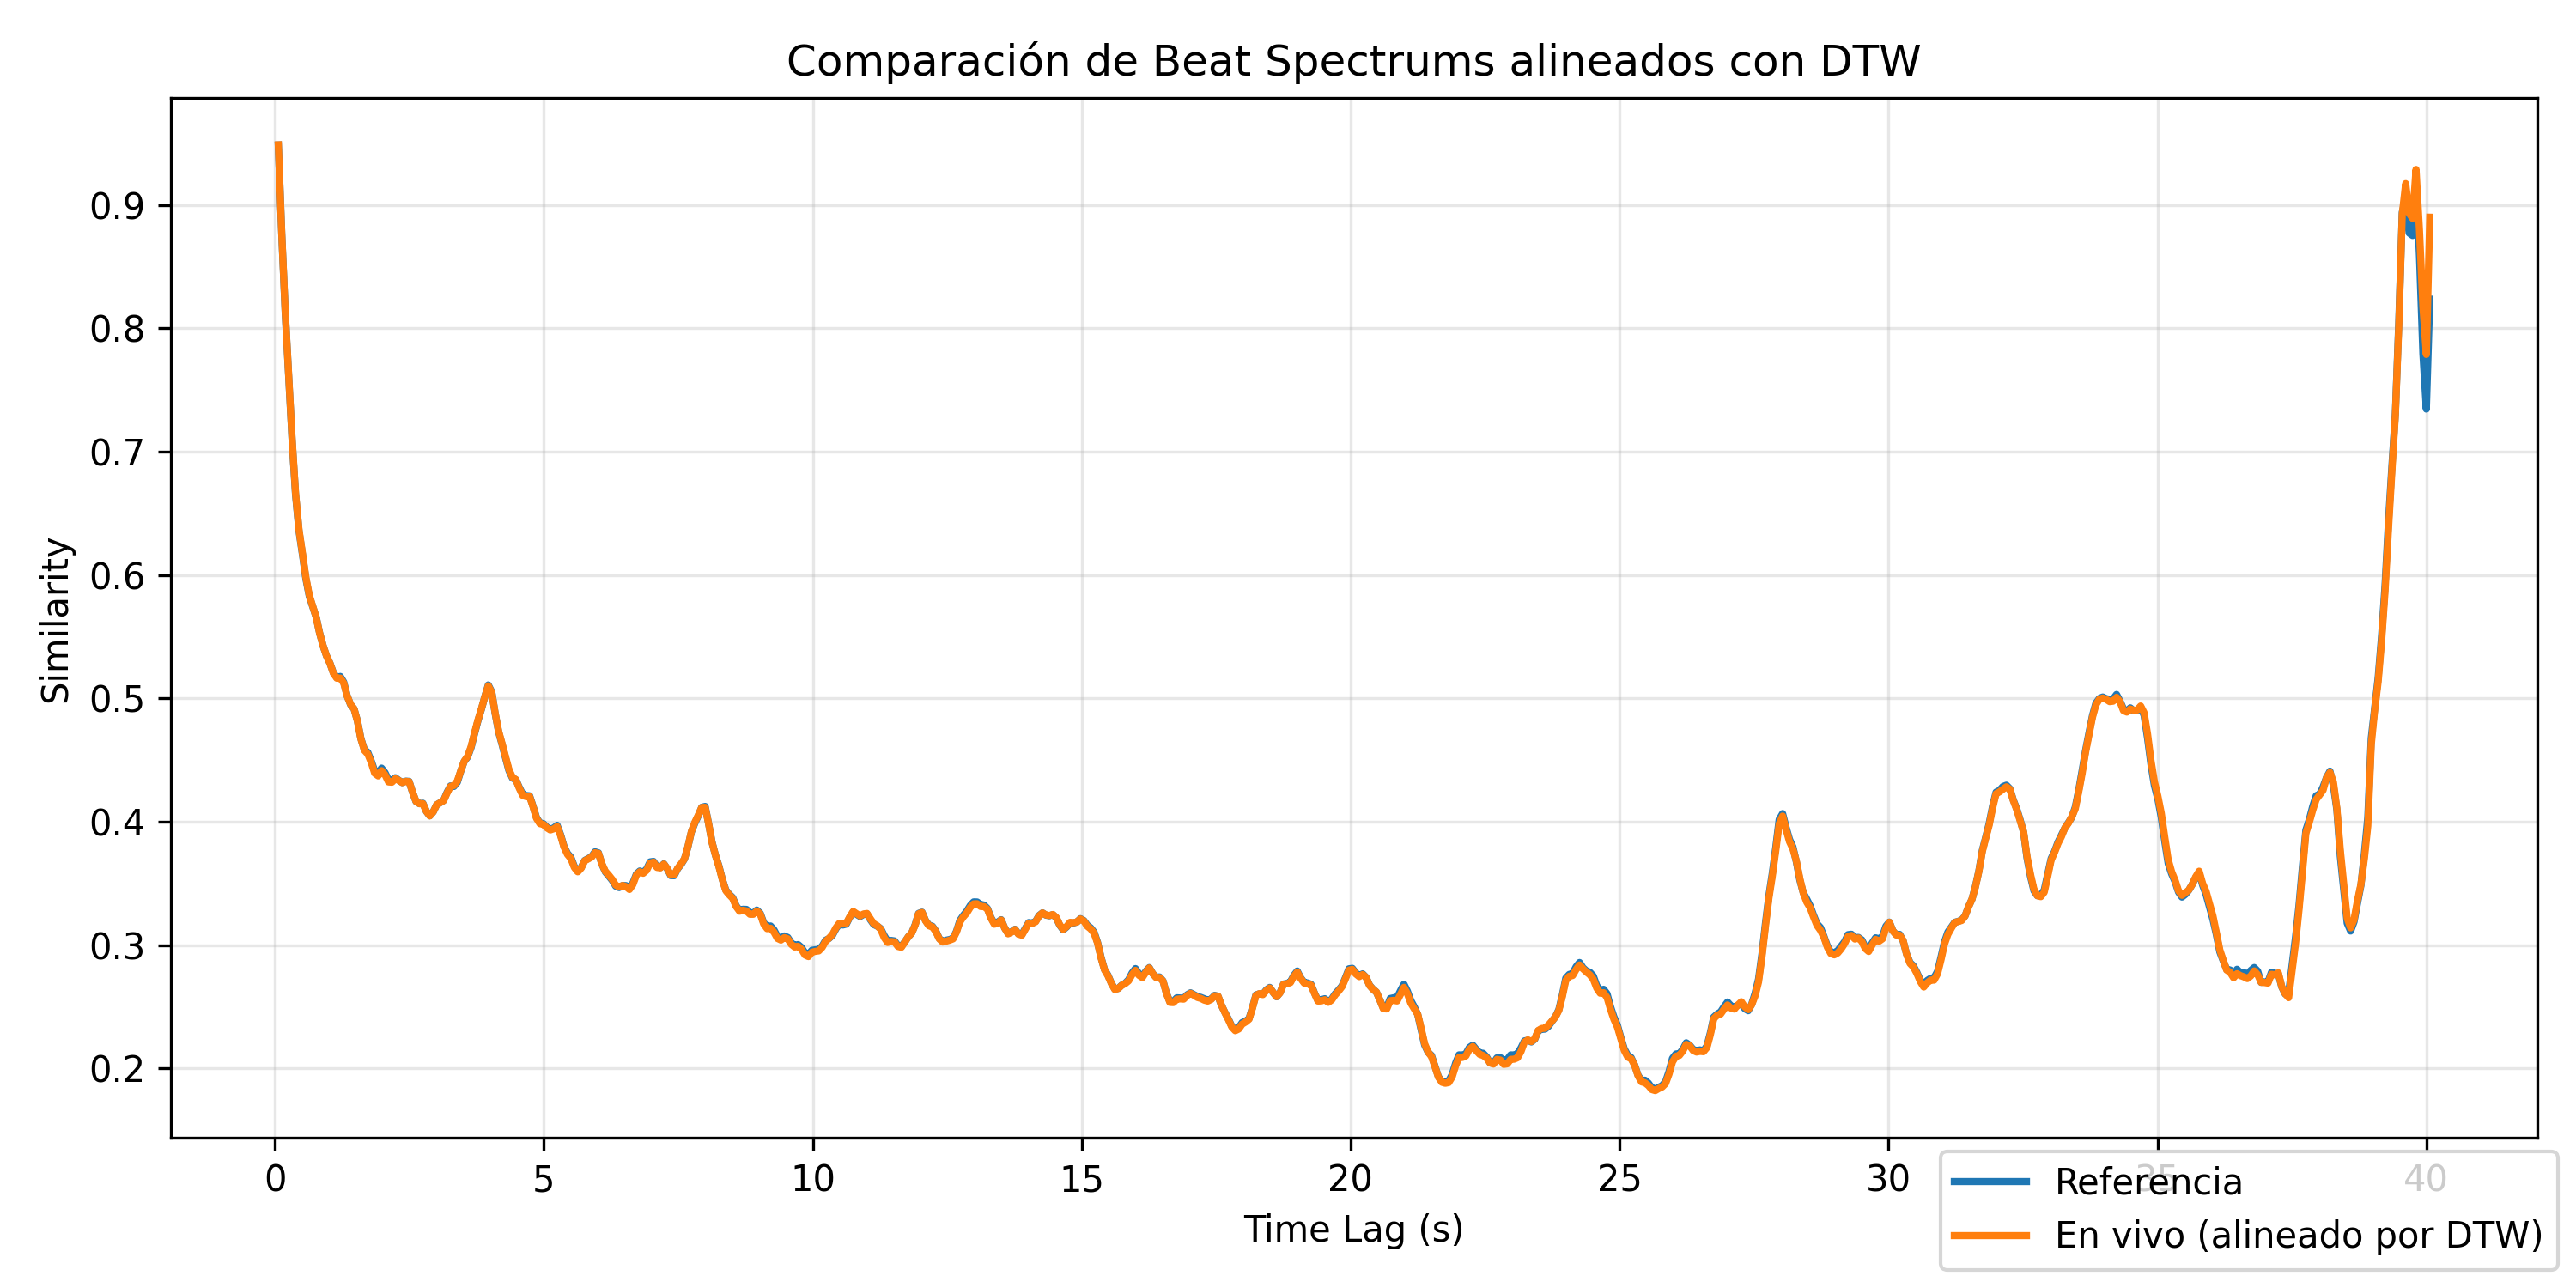 Comparación de Beat Spectrums alineados con DTW
0.9
0.8
0.7
0.6
0.5
0.4
0.3
0.2
Similarity
0 5 10 15 20 25 30 35 40
Time Lag (s)
Referencia
En vivo (alineado por DTW)